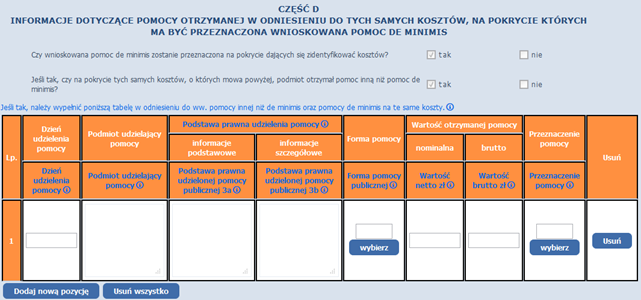 CZĘŚĆ D
INFORMACJE DOTYCZĄCE POMOCY OTRZYMANEJ W ODNIESIENIU DO TYCH SAMYCH KOSZTÓW, NA POKRYCIE KTÓRYCH
MA BYĆ PRZEZNACZONA WNIOSKOWANA POMOC DE MINIMIS
Czy wnioskowana pomoc de minimis zostanie przeznaczona na pokrycie dających się zidentyfikować kosztów? tak nie
Jeśli tak, czy na pokrycie tych samych kosztów, o których mowa powyżej, podmiot otrzymał pomoc inną niż pomoc de
minimis? tak nie
Jeśli tak, należy wypełnić poniższą tabelę w odniesieniu do ww. pomocy innej niż de minimis oraz pomocy de minimis na te same koszty.
Lp.
Dzień
udzielenia
pomocy
Podmiot udzielający
pomocy
Podstawa prawna udzielenia pomocy
informacje
podstawowe
informacje
szczegółowe
Forma pomocy
Wartość otrzymanej pomocy
nominalna
brutto
Przeznaczenie
pomocy
Usuń
Dzień
udzielenia
pomocy
Podmiot udzielający
pomocy
Podstawa prawna
udzielonej pomocy
publicznej 3a
Podstawa prawna
udzielonej pomocy
publicznej 3b
Forma pomocy
publicznej
Wartość
netto zł
Wartość
brutto zł
Przeznaczenie
pomocy
1
wybierz
wybierz
Usuń
Dodaj nową pozycję
Usuń wszystko